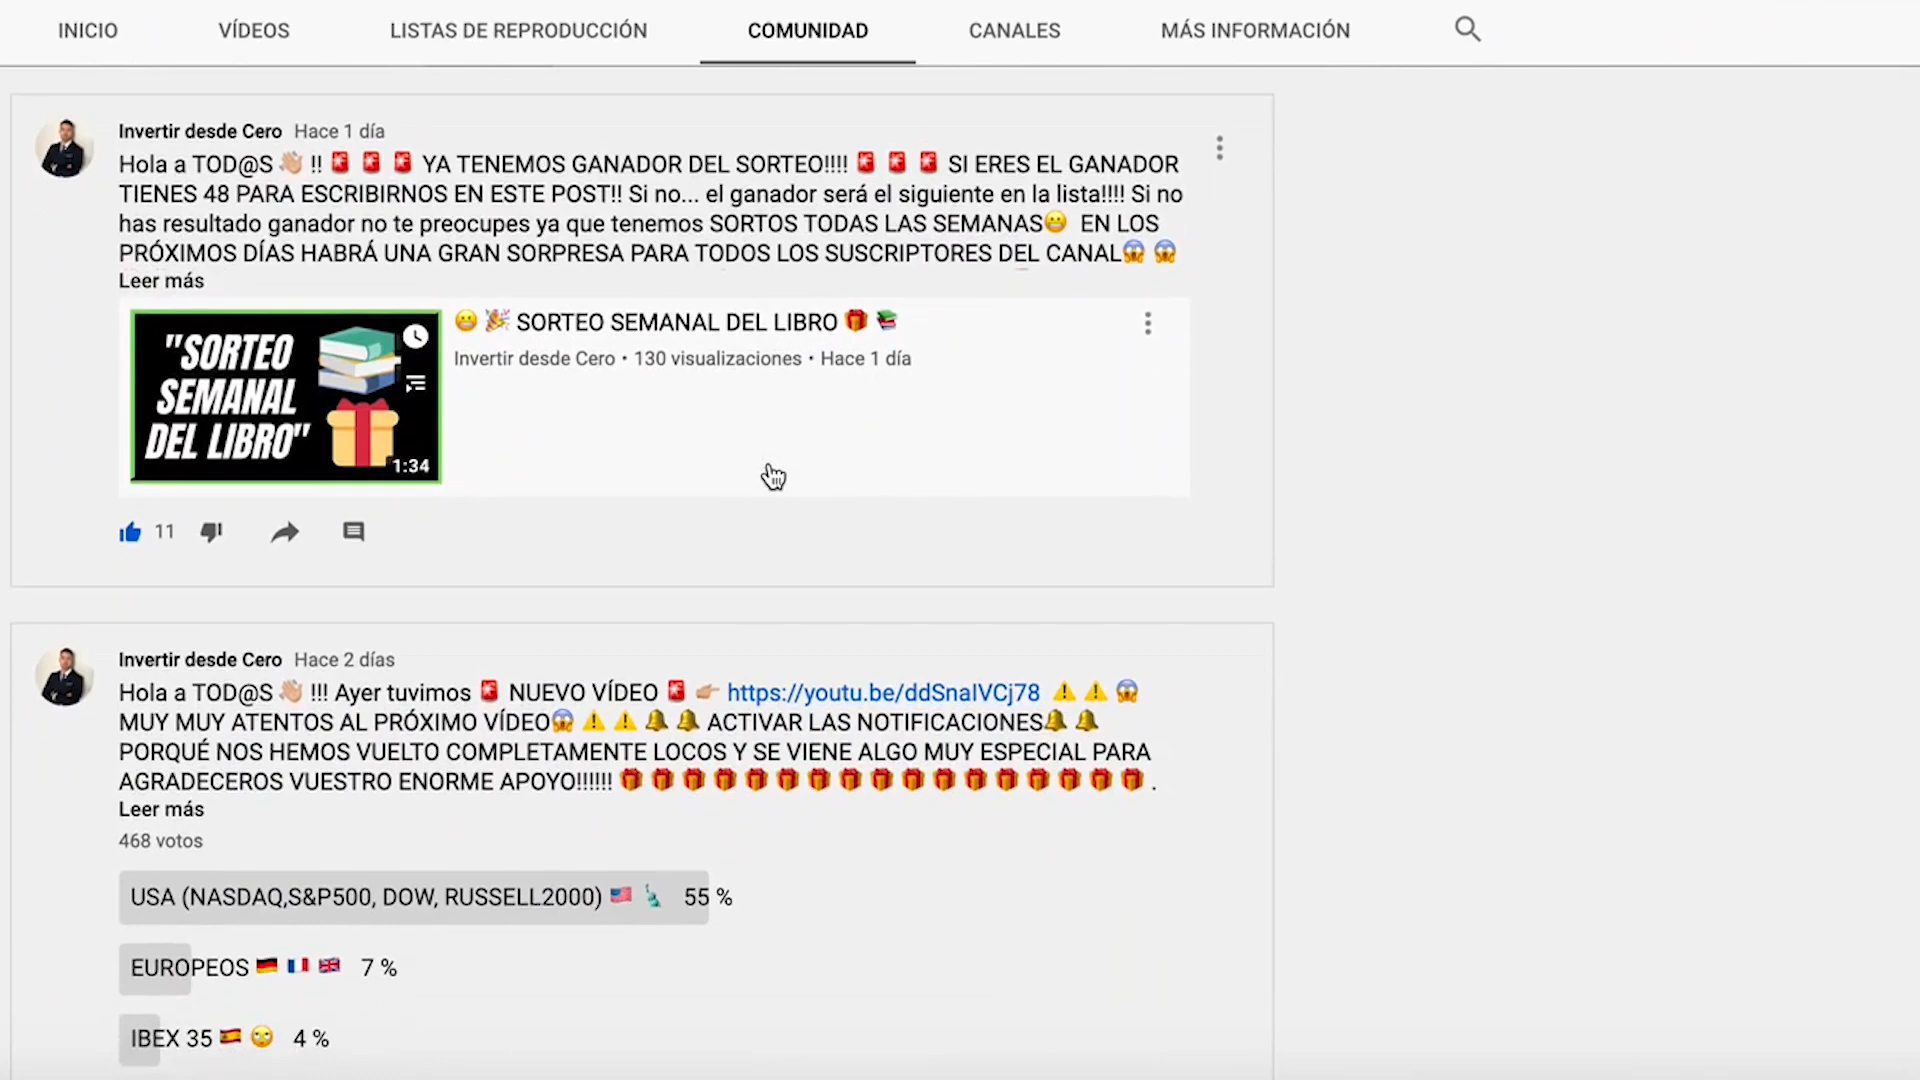 INICIO VÍDEOS LISTAS DE REPRODUCCIÓN COMUNIDAD CANALES MÁS INFORMACIÓN
Invertir desde Cero Hace 1 día
Hola a TOD@S 👋🏼 !! 🚨 🚨 🚨 YA TENEMOS GANADOR DEL SORTEO!!!! 🚨 🚨 🚨 SI ERES EL GANADOR
TIENES 48 PARA ESCRIBIRNOS EN ESTE POST!! Si no... el ganador será el siguiente en la lista!!!! Si no
has resultado ganador no te preocupes ya que tenemos SORTOS TODAS LAS SEMANAS😬 EN LOS
PRÓXIMOS DÍAS HABRÁ UNA GRAN SORPRESA PARA TODOS LOS SUSCRIPTORES DEL CANAL😱 😱
Leer más
"SORTEO
SEMANAL
DEL LIBRO"
1:34
😬 🎉 SORTEO SEMANAL DEL LIBRO 🎁 📚
Invertir desde Cero • 130 visualizaciones • Hace 1 día
11
Invertir desde Cero Hace 2 días
Hola a TOD@S 👋🏼 !!! Ayer tuvimos 🚨 NUEVO VÍDEO 🚨 👉🏼 https://youtu.be/ddSnaIVCj78 ⚠️ ⚠️ 😱
MUY MUY ATENTOS AL PRÓXIMO VÍDEO😱 ⚠️ ⚠️ 🔔 🔔 ACTIVAR LAS NOTIFICACIONES🔔 🔔
PORQUÉ NOS HEMOS VUELTO COMPLETAMENTE LOCOS Y SE VIENE ALGO MUY ESPECIAL PARA
AGRADECEROS VUESTRO ENORME APOYO!!!!!! 🎁 🎁 🎁 🎁 🎁 🎁 🎁 🎁 🎁 🎁 🎁 🎁 🎁 🎁 🎁 🎁 🎁 .
Leer más
468 votos
USA (NASDAQ,S&P500, DOW, RUSSELL2000) 🇺🇸 🗽 55 %
EUROPEOS 🇩🇪 🇫🇷 🇬🇧 7 %
IBEX 35 🇪🇸 🙄 4 %